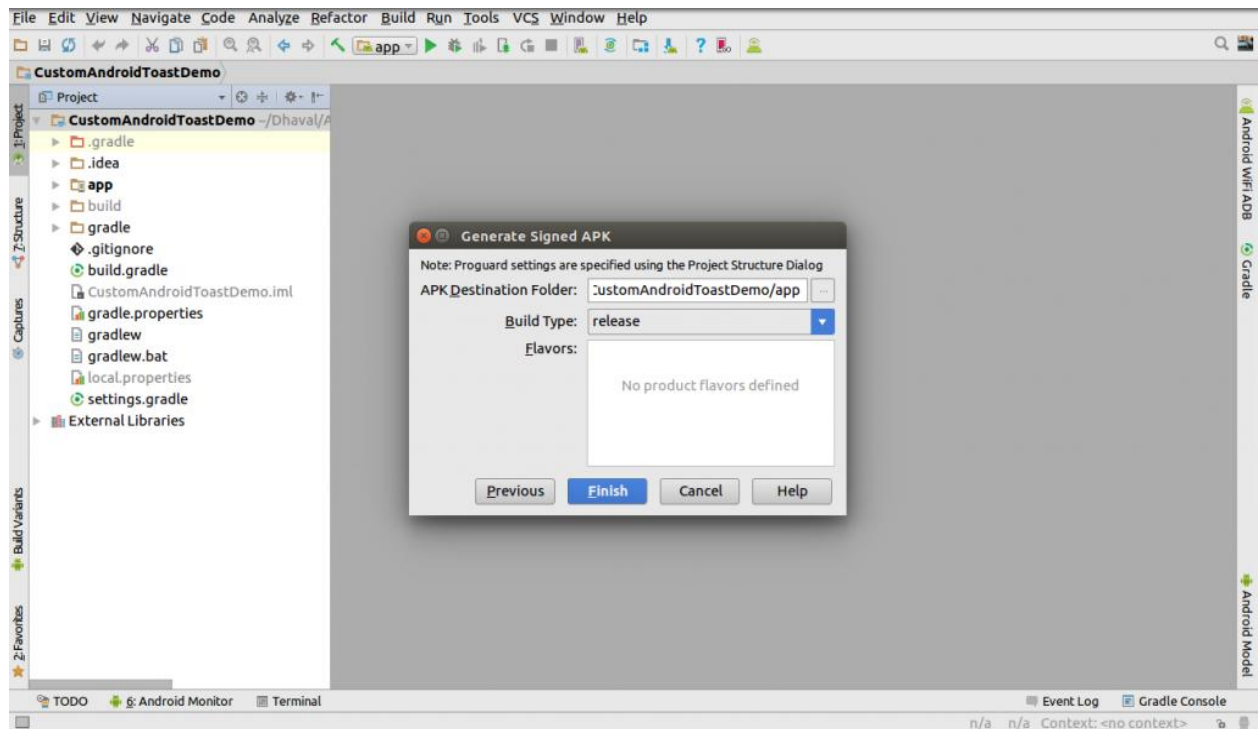 File Edit View Navigate Code Analyze Refactor Build Run Tools VCS Window Help
app
CustomAndroidToastDemo
Project
CustomAndroidToastDemo ~/Dhaval/A
.gradle
.idea
app
build
gradle
.gitignore
build.gradle
CustomAndroidToastDemo.iml
gradle.properties
gradlew
gradlew.bat
local.properties
settings.gradle
External Libraries
1: Project
7: Structure
Captures
Build Variants
2: Favorites
Generate Signed APK
Note: Proguard settings are specified using the Project Structure Dialog
APK Destination Folder: CustomAndroidToastDemo/app ...
Build Type: release
Flavors:
No product flavors defined
Previous Finish Cancel Help
Android WiFi ADB
Gradle
Android Model
TODO 6: Android Monitor Terminal Event Log Gradle Console
n/a n/a Context: <no context>